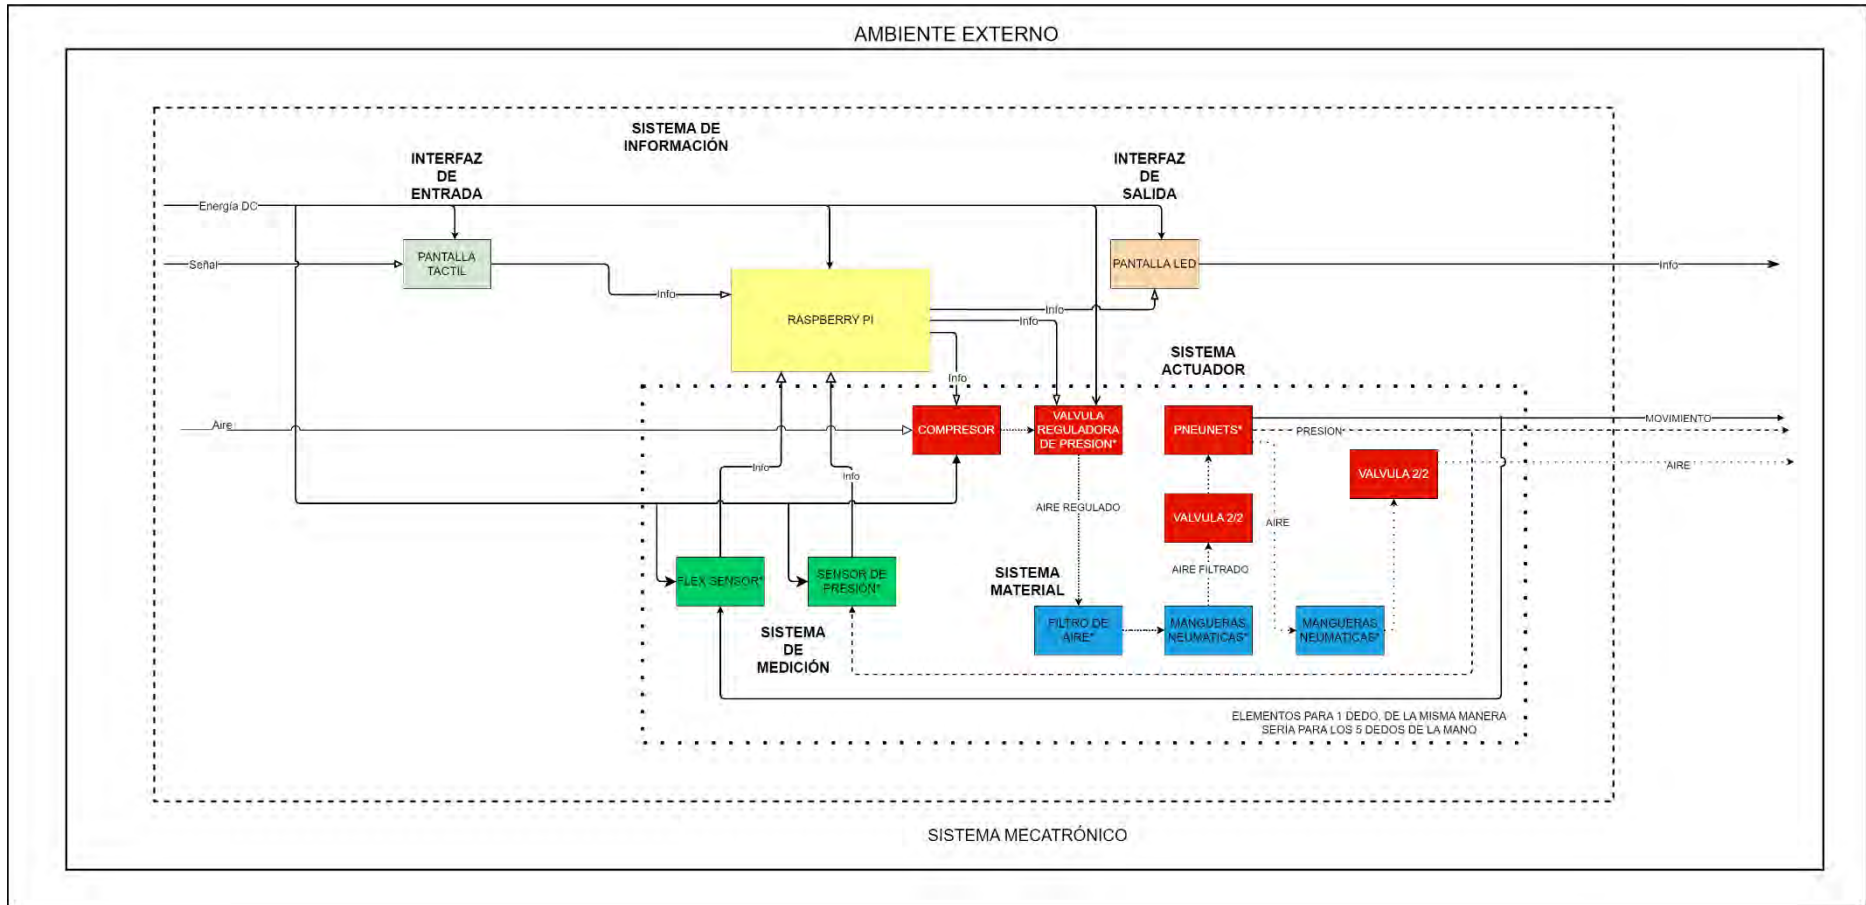 AMBIENTE EXTERNO
SISTEMA DE
INFORMACIÓN
INTERFAZ
DE
ENTRADA
INTERFAZ
DE
SALIDA
Energía DC
Señal
PANTALLA
TACTIL
Info
RASPBERRY PI
PANTALLA LED
Info
Info
Info
Info
SISTEMA
ACTUADOR
Aire
COMPRESOR
VALVULA
REGULADORA
DE PRESION*
PNEUNETS*
MOVIMIENTO
PRESION
AIRE
VALVULA 2/2
Info
Info
AIRE REGULADO
VALVULA 2/2
AIRE
AIRE FILTRADO
FLEX SENSOR*
SENSOR DE
PRESION*
SISTEMA
MATERIAL
FILTRO DE
AIRE*
MANGUERAS
NEUMATICAS*
MANGUERAS
NEUMATICAS*
SISTEMA
DE
MEDICIÓN
ELEMENTOS PARA 1 DEDO, DE LA MISMA MANERA
SERIA PARA LOS 5 DEDOS DE LA MANO
SISTEMA MECATRÓNICO